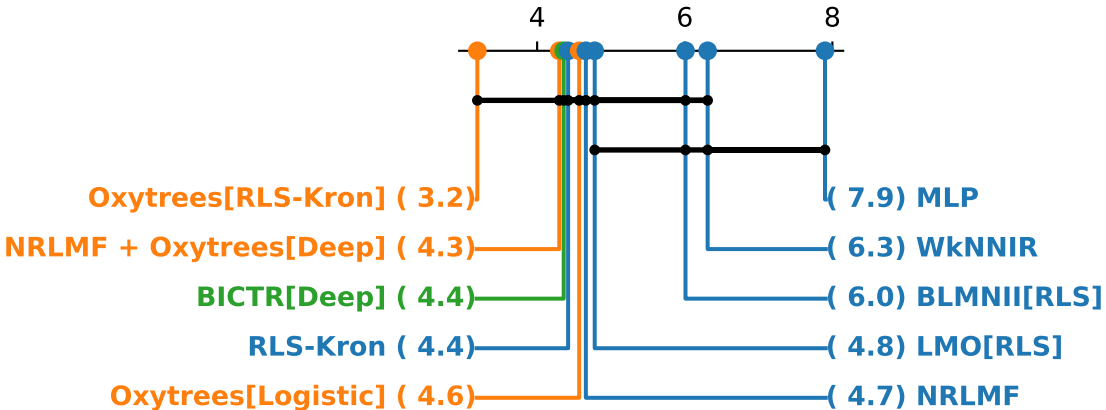 4 6 8
Oxytrees[RLS-Kron] ( 3.2) ( 7.9) MLP
NRLMF + Oxytrees[Deep] ( 4.3) ( 6.3) WkNNIR
BICTR[Deep] ( 4.4) ( 6.0) BLMNII[RLS]
RLS-Kron ( 4.4) ( 4.8) LMO[RLS]
Oxytrees[Logistic] ( 4.6) ( 4.7) NRLMF